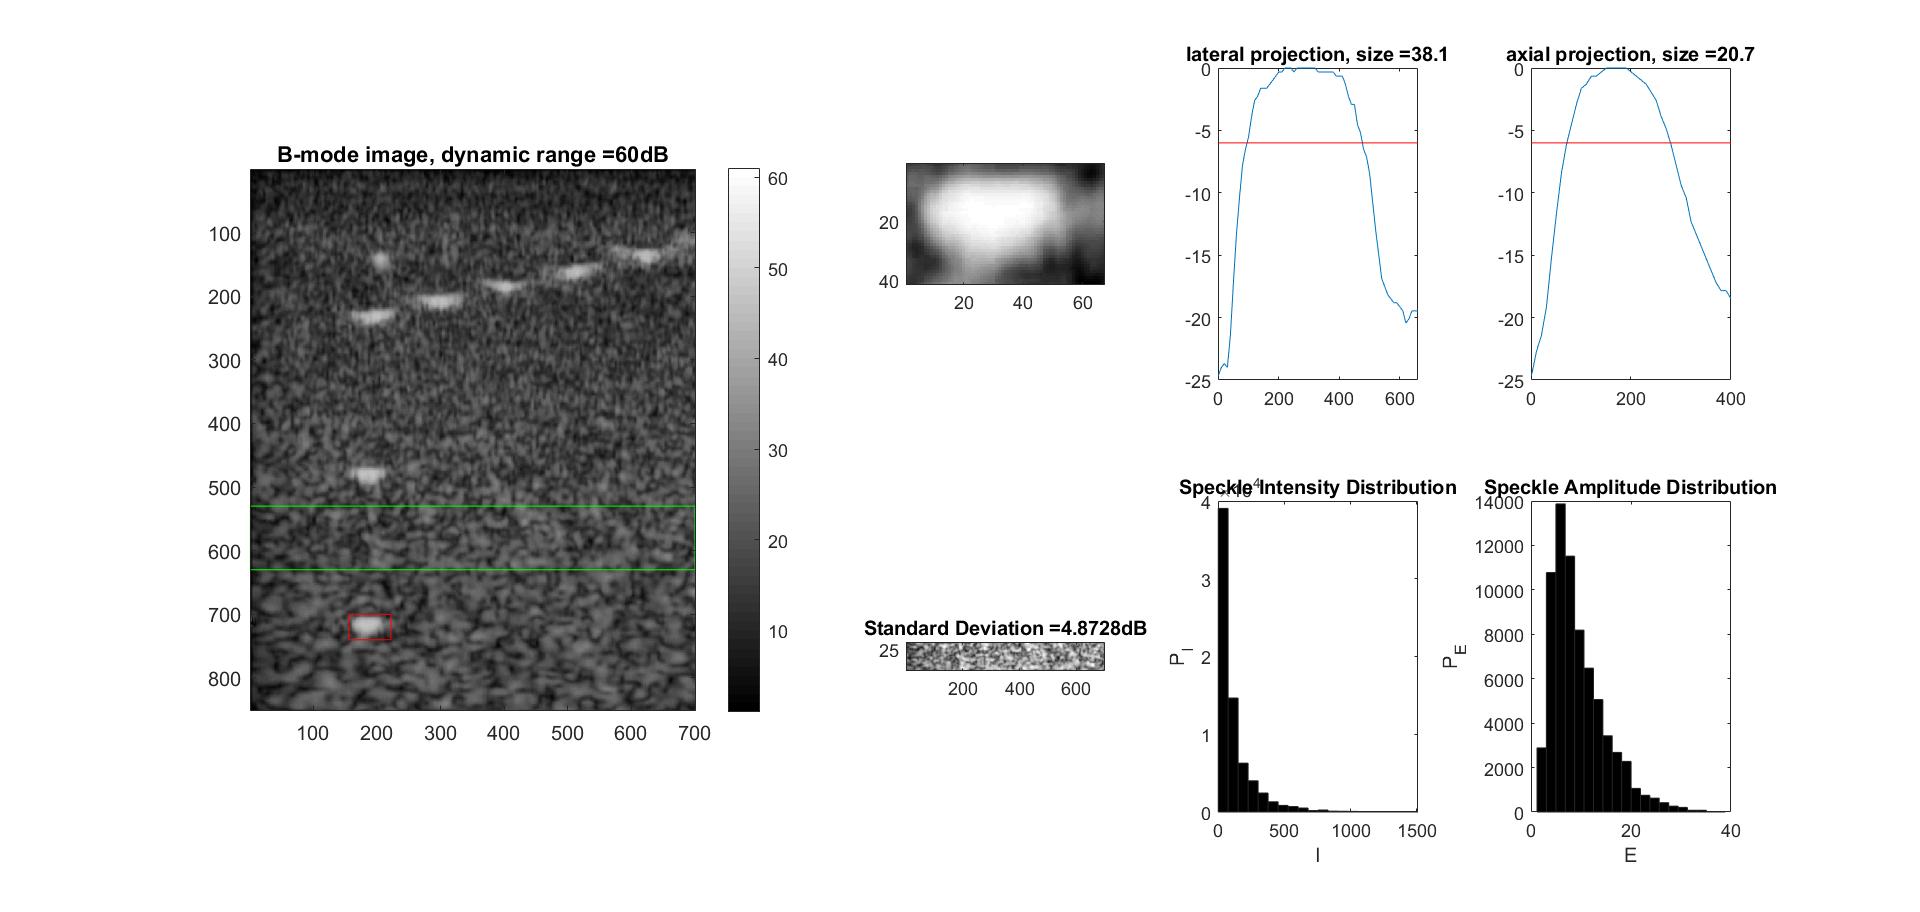 B-mode image, dynamic range =60dB
100
200
300
400
500
600
700
800
100 200 300 400 500 600 700
60
50
40
30
20
10
20
40
20 40 60
lateral projection, size =38.1
0
-5
-10
-15
-20
-25
0 200 400 600
axial projection, size =20.7
0
-5
-10
-15
-20
-25
0 200 400
Standard Deviation =4.8728dB
25
200 400 600
Speckle Intensity Distribution
4
3
2
1
0
P_I
0 500 1000 1500
I
Speckle Amplitude Distribution
14000
12000
10000
8000
6000
4000
2000
0
P_E
0 20 40
E